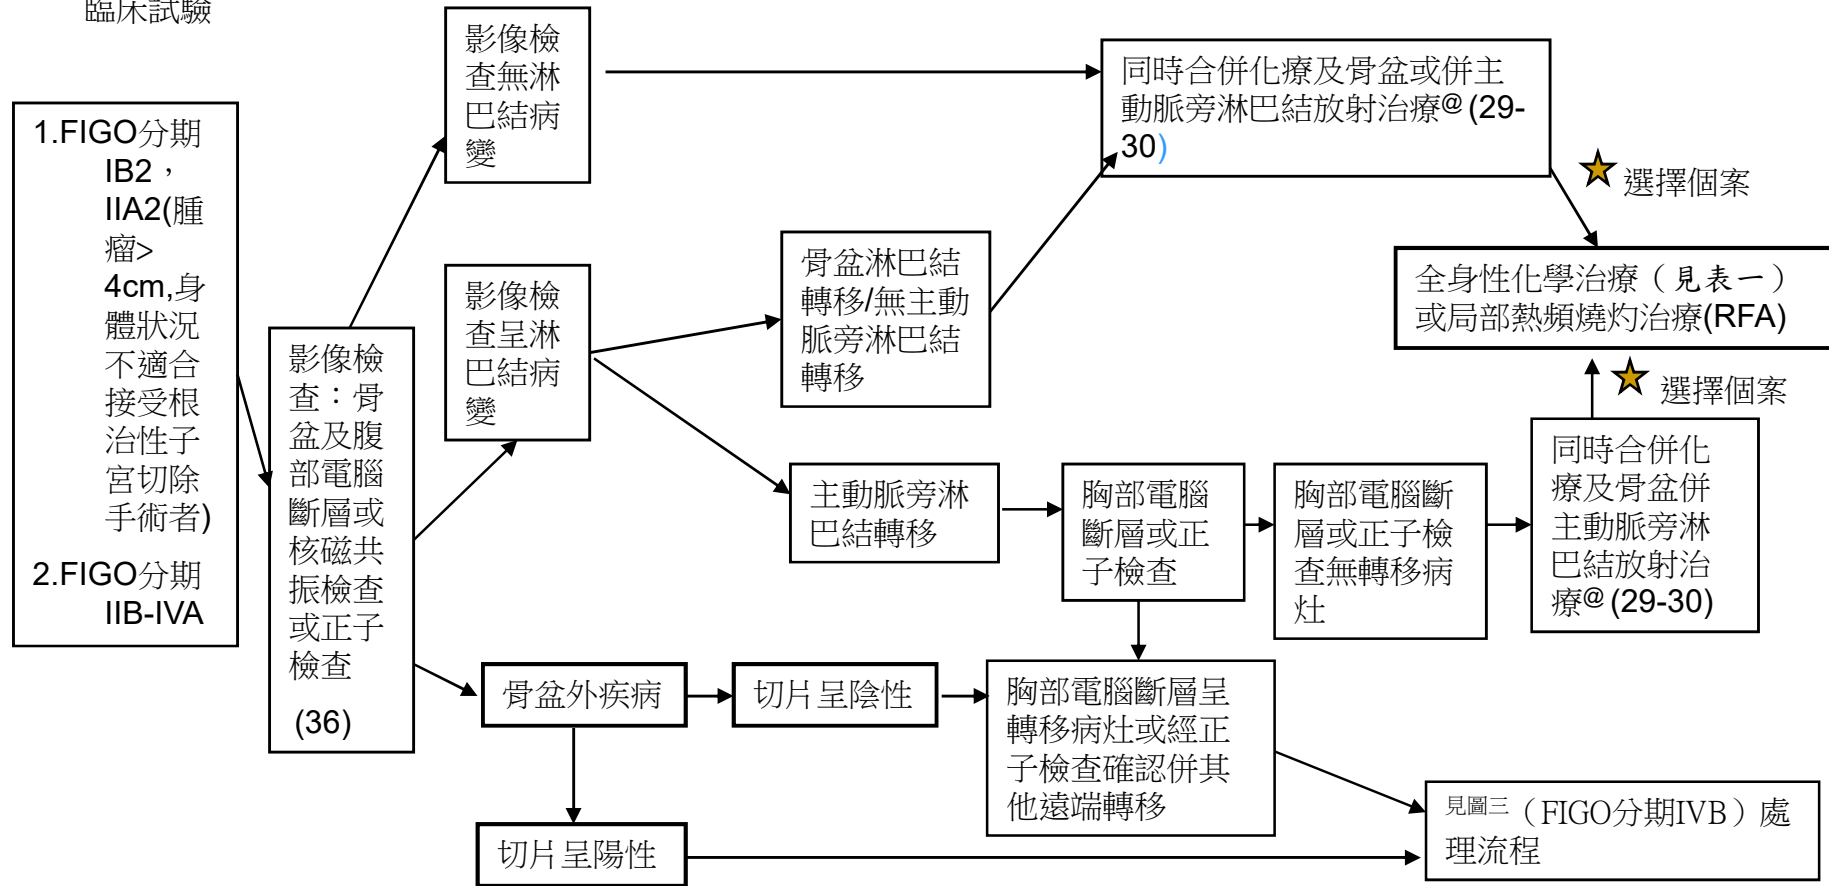 臨床試驗
1.FIGO分期
IB2，
IIA2(腫
瘤>
4cm,身
體狀況
不適合
接受根
治性子
宮切除
手術者)
2.FIGO分期
IIB-IVA
影像檢
查：骨
盆及腹
部電腦
斷層或
核磁共
振檢查
或正子
檢查
(36)
影像檢
查無淋
巴結病
變
影像檢
查呈淋
巴結病
變
同時合併化療及骨盆或併主
動脈旁淋巴結放射治療@(29-
30)
骨盆淋巴結
轉移/無主動
脈旁淋巴結
轉移
選擇個案
全身性化學治療（見表一）
或局部熱頻燒灼治療(RFA)
選擇個案
主動脈旁淋
巴結轉移
胸部電腦
斷層或正
子檢查
胸部電腦斷
層或正子檢
查無轉移病
灶
同時合併化
療及骨盆併
主動脈旁淋
巴結放射治
療@(29-30)
骨盆外疾病
切片呈陰性
胸部電腦斷層呈
轉移病灶或經正
子檢查確認併其
他遠端轉移
切片呈陽性
見圖三（FIGO分期IVB）處
理流程